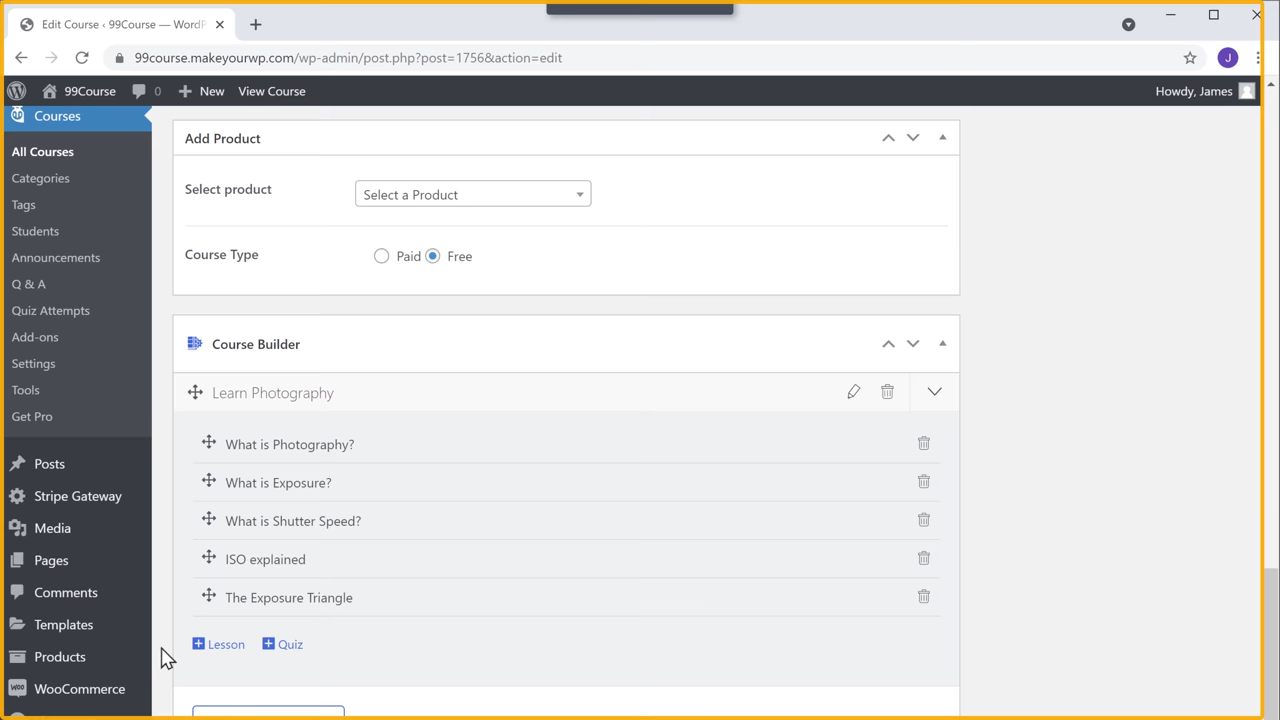 Edit Course ‹ 99Course — WordP
99course.makeyourwp.com/wp-admin/post.php?post=1756&action=edit
J
99Course 0 New View Course Howdy, James
Courses
All Courses
Categories
Tags
Students
Announcements
Q & A
Quiz Attempts
Add-ons
Settings
Tools
Get Pro
Posts
Stripe Gateway
Media
Pages
Comments
Templates
Products
WooCommerce
Add Product
Select product Select a Product
Course Type Paid Free
Course Builder
Learn Photography
What is Photography?
What is Exposure?
What is Shutter Speed?
ISO explained
The Exposure Triangle
Lesson Quiz